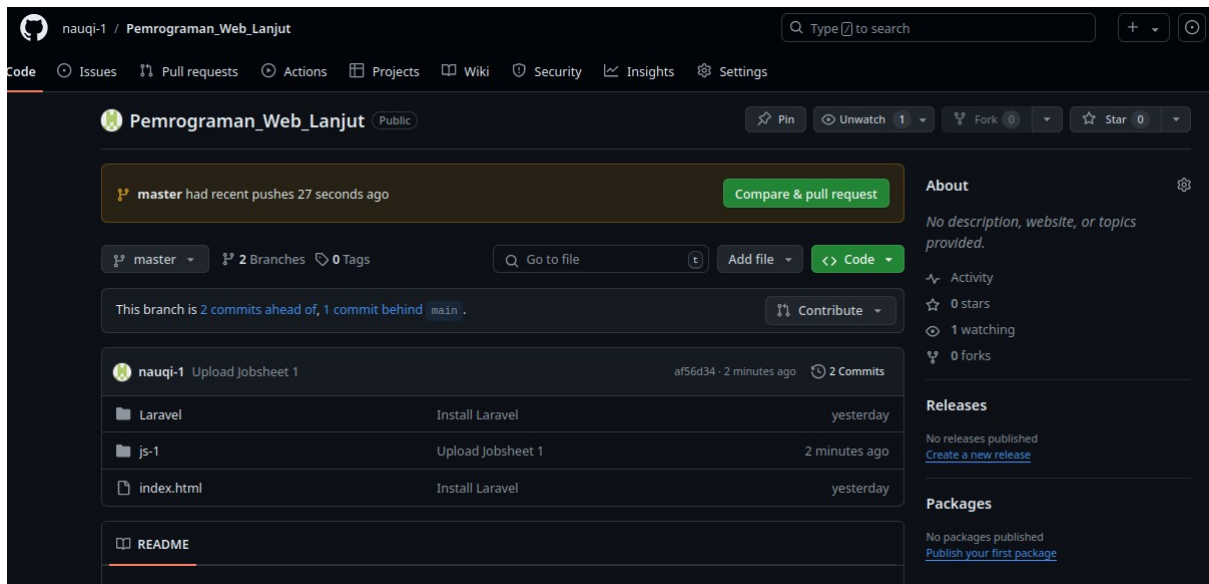 nauqi-1 / Pemrograman_Web_Lanjut
Type / to search
Code Issues Pull requests Actions Projects Wiki Security Insights Settings
Pemrograman_Web_Lanjut Public
Pin Unwatch 1 Fork 0 Star 0
master had recent pushes 27 seconds ago
Compare & pull request
master 2 Branches 0 Tags
Go to file t
Add file
<> Code
This branch is 2 commits ahead of, 1 commit behind main .
Contribute
nauqi-1 Upload Jobsheet 1 af56d34 · 2 minutes ago 2 Commits
Laravel Install Laravel yesterday
js-1 Upload Jobsheet 1 2 minutes ago
index.html Install Laravel yesterday
README
About
No description, website, or topics
provided.
Activity
0 stars
1 watching
0 forks
Releases
No releases published
Create a new release
Packages
No packages published
Publish your first package